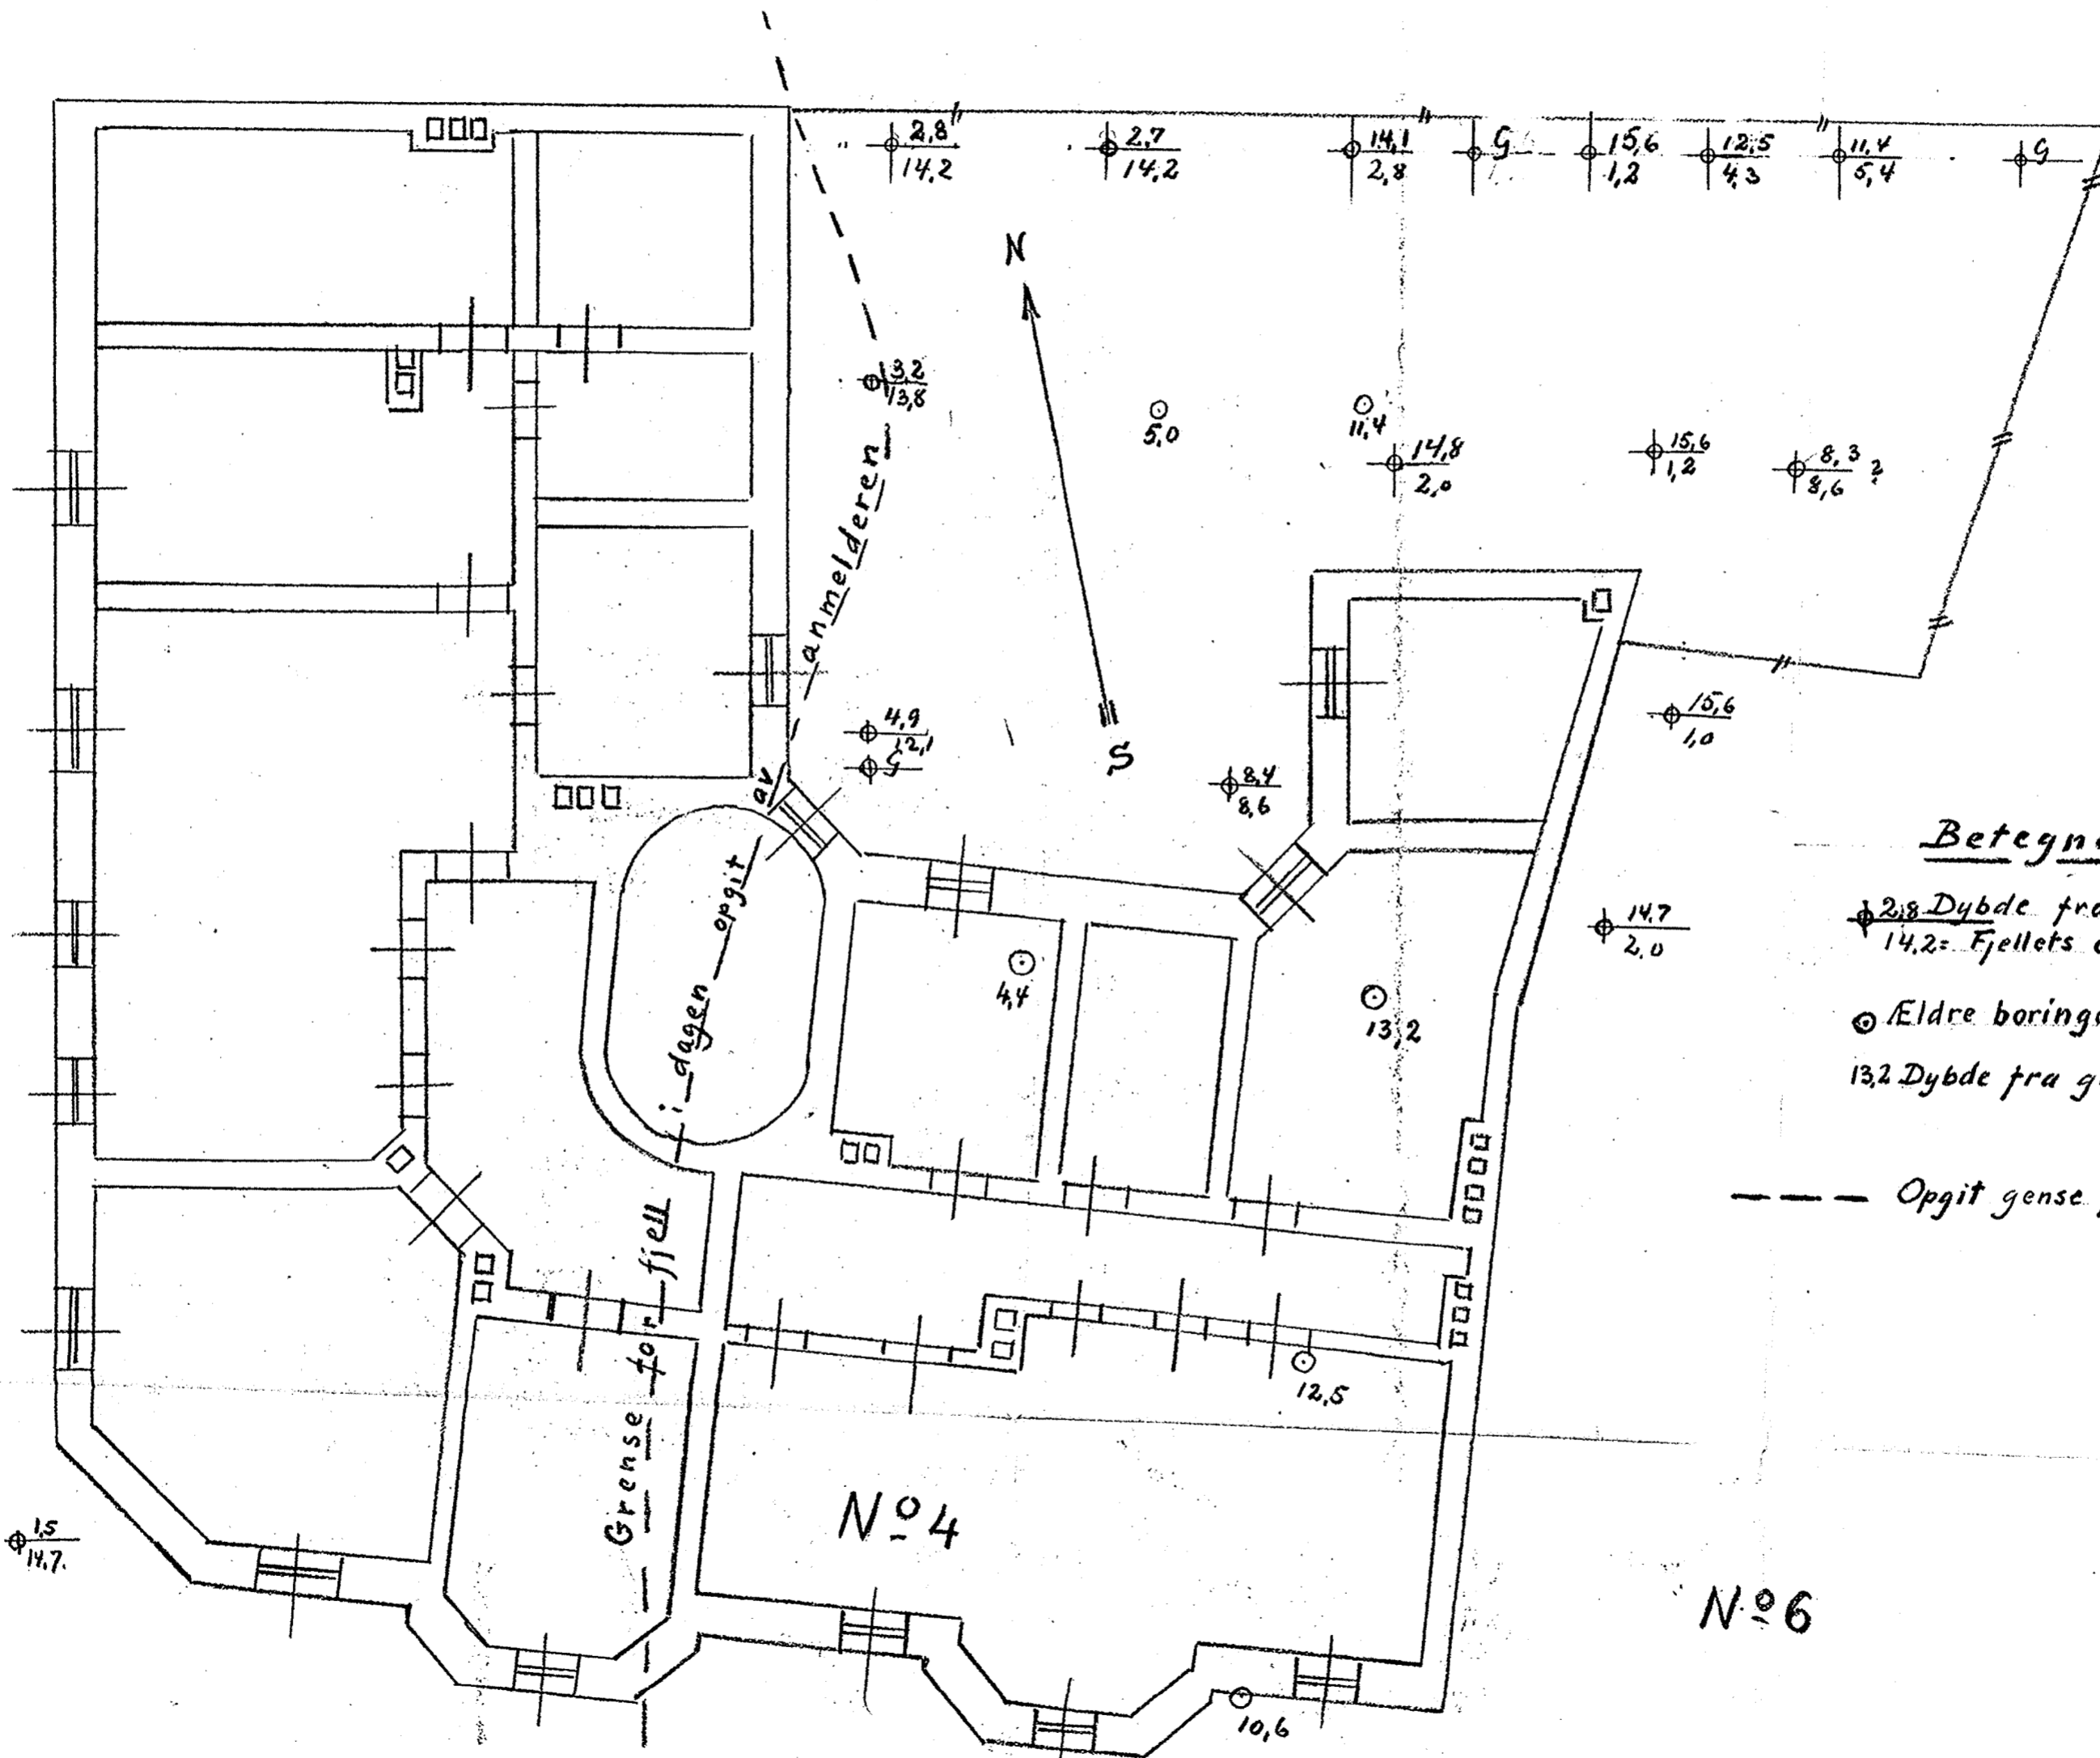 2,8
14,2
2,7
14,2
14,1
2,8
G
15,6
1,2
12,5
4,3
11,4
5,4
G
N
S
3,2
13,8
5,0
11,4
14,8
2,0
15,6
1,2
8,3 ?
8,6
4,9
12,1
G
8,4
8,6
15,6
1,0
14,7
2,0
4,4
13,2
12,5
10,6
1,5
14,7.
Grense for fjell i dagen opgit av anmelderen
Nº 4
Nº 6
2,8 Dybde
14,2 = Fjellets
Ældre
13,2 Dybde fra
Opgit gense